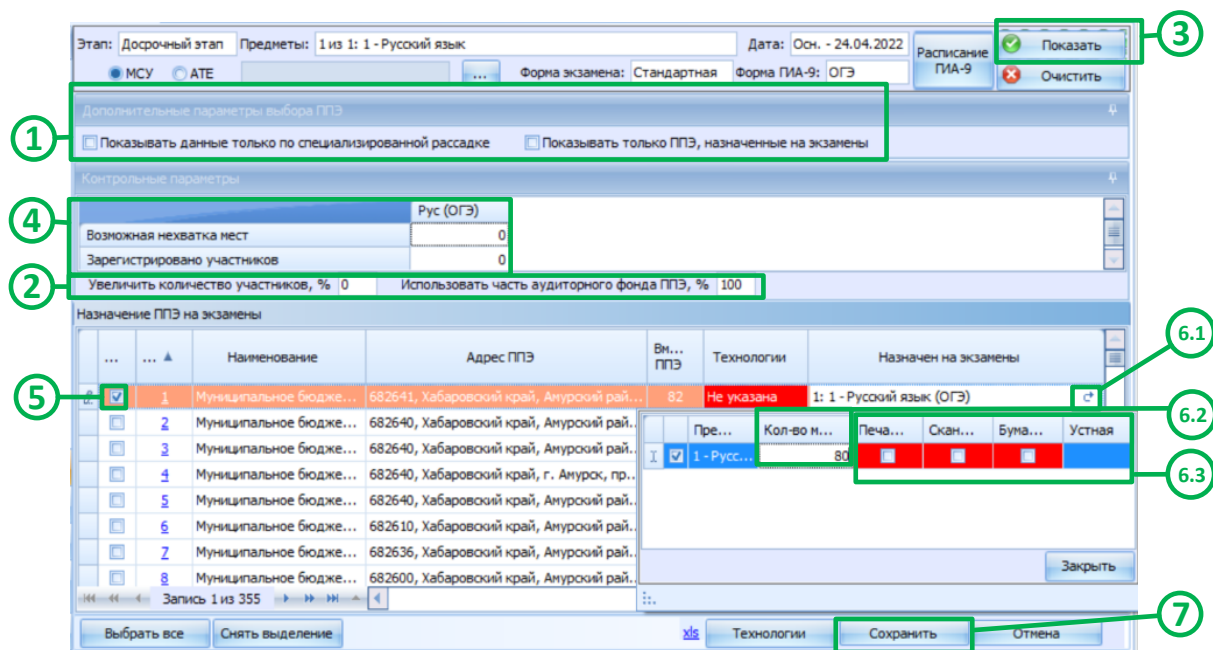 Этап: Досрочный этап Предметы: 1 из 1: 1 - Русский язык Дата: Осн. - 24.04.2022 Расписание ГИА-9 Показать 3
МСУ АТЕ ... Форма экзамена: Стандартная Форма ГИА-9: ОГЭ Очистить
Дополнительные параметры выбора ППЭ
1 Показывать данные только по специализированной рассадке Показывать только ППЭ, назначенные на экзамены
Контрольные параметры
4 Рус (ОГЭ)
Возможная нехватка мест 0
Зарегистрировано участников 0
2 Увеличить количество участников, % 0 Использовать часть аудиторного фонда ППЭ, % 100
Назначение ППЭ на экзамены
... ... Наименование Адрес ППЭ Вм... ППЭ Технологии Назначен на экзамены 6.1
5 1 Муниципальное бюдже... 682641, Хабаровский край, Амурский рай... 82 Не указана 1: 1 - Русский язык (ОГЭ)
2 Муниципальное бюдже... 682640, Хабаровский край, Амурский рай..
3 Муниципальное бюдже... 682640, Хабаровский край, Амурский рай..
4 Муниципальное бюдже... 682640, Хабаровский край, г. Амурск, пр..
5 Муниципальное бюдже... 682640, Хабаровский край, Амурский рай..
6 Муниципальное бюдже... 682610, Хабаровский край, Амурский рай..
7 Муниципальное бюдже... 682636, Хабаровский край, Амурский рай..
8 Муниципальное бюдже... 682600, Хабаровский край, Амурский рай..
Пре... Кол-во м... Печа... Скан... Бума... Устная 6.2
1 - Русс... 80 6.3
Закрыть
Запись 1 из 355
Выбрать все Снять выделение xls Технологии Сохранить Отмена 7